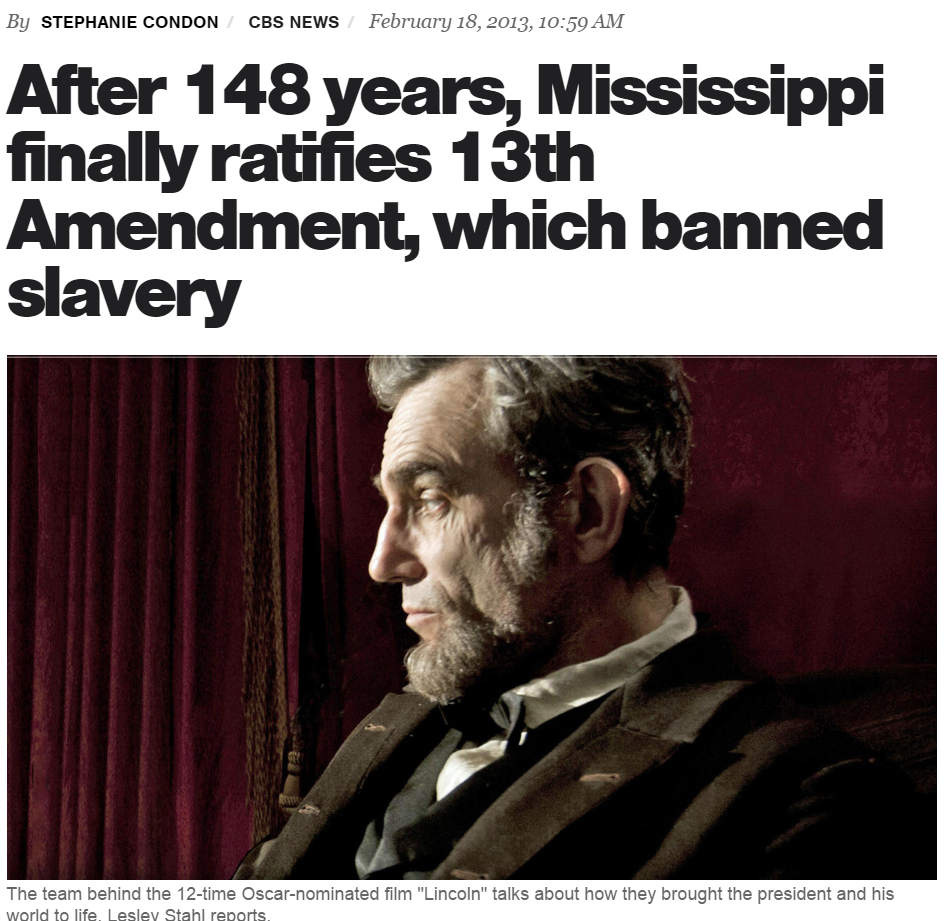 By STEPHANIE CONDON / CBS NEWS / February 18, 2013, 10:59 AM
After 148 years, Mississippi
finally ratifies 13th
Amendment, which banned
slavery
The team behind the 12-time Oscar-nominated film "Lincoln" talks about how they brought the president and his
world to life. Lesley Stahl reports.